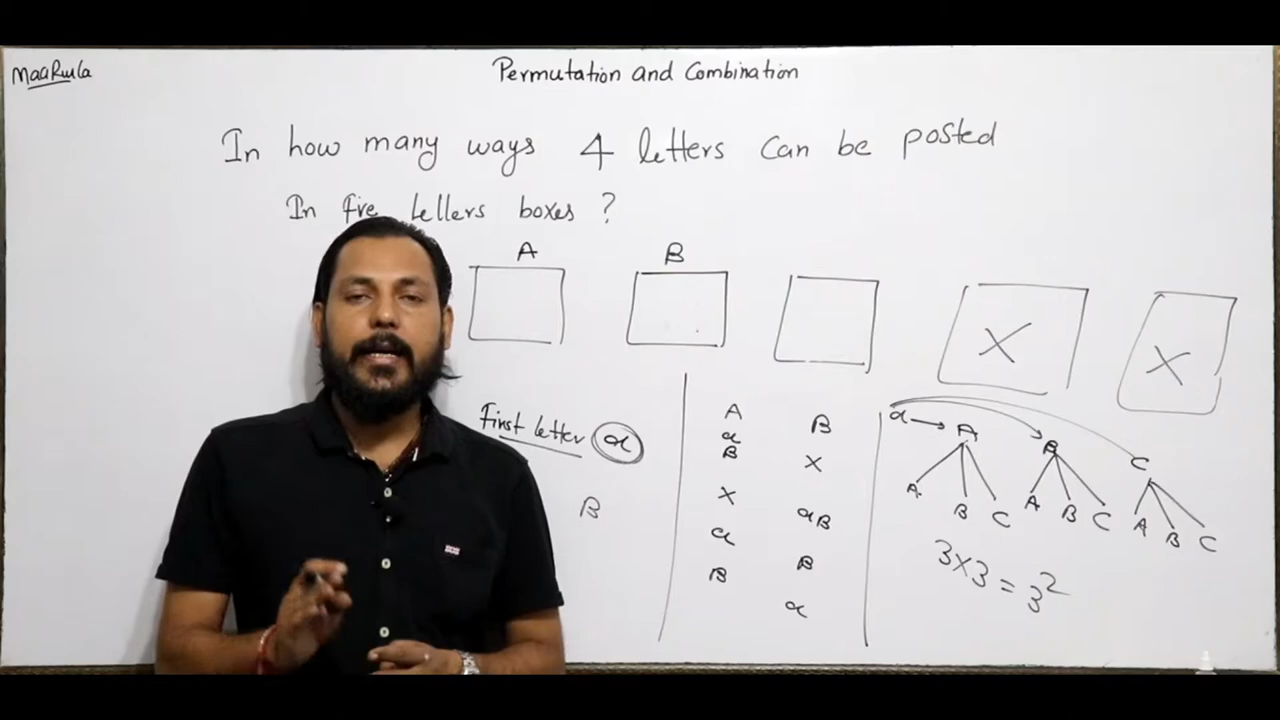 MaaRuLa
Permutation and Combination
In how many ways 4 letters can be posted
In five letters boxes ?
A B
X X
First letter α
B
A B
α
B X
X αB
α B
B α
α → A B C
A B C A B C A B C
3×3 = 3²